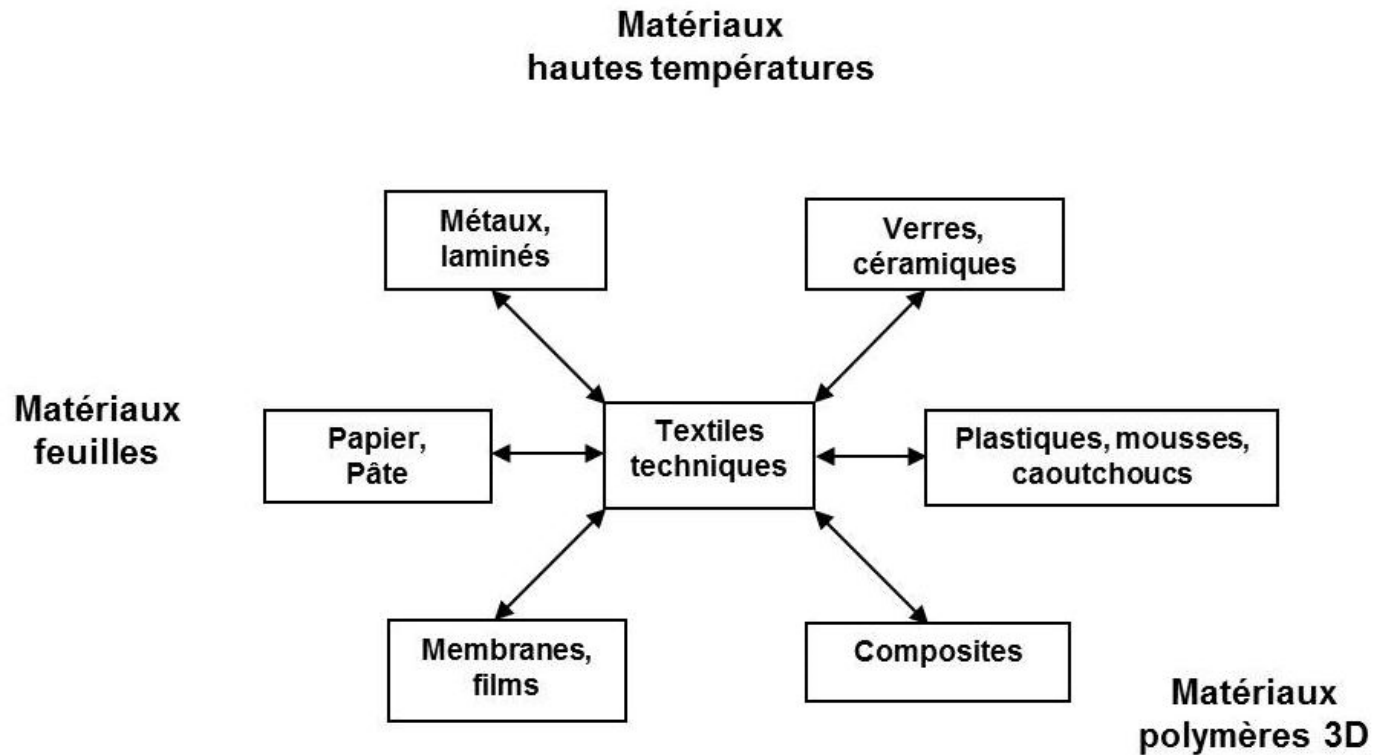 Matériaux
hautes températures
Métaux,
laminés
Verres,
céramiques
Matériaux
feuilles
Papier,
Pâte
Textiles
techniques
Plastiques, mousses,
caoutchoucs
Membranes,
films
Composites
Matériaux
polymères 3D